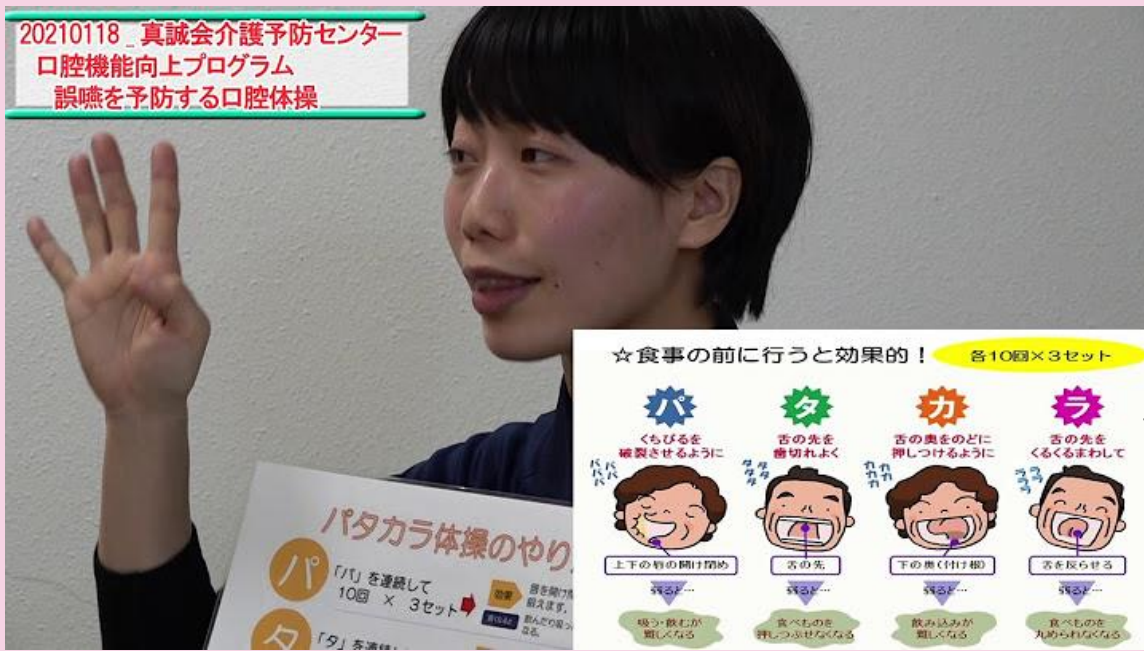 20210118_真誠会介護予防センター
口腔機能向上プログラム
誤嚥を予防する口腔体操
☆食事の前に行うと効果的！
各10回×3セット
パ
タ
カ
ラ
くちびるを
破裂させるように
舌の先を
歯切れよく
舌の奥をのどに
押しつけるように
舌の先を
くるくるまわして
パパパパ
タタタタ
カカカカ
ララララ
上下の唇の開け閉め
舌の先
下の奥(付け根)
舌を反らせる
弱ると…
弱ると…
弱ると…
弱ると…
吸う・飲むが
難しくなる
食べものを
押しつぶせなくなる
飲み込みが
難しくなる
食べものを
丸められなくなる
パタカラ体操のやり
パ
「パ」を連続して
10回 × 3セット
効果
鍛えます。
なる。
タ
「タ」を連続し